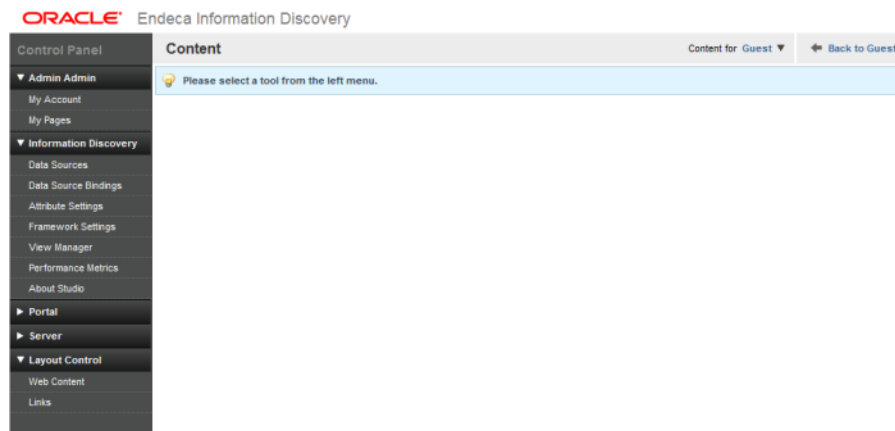 ORACLE Endeca Information Discovery
Control Panel
Content
Content for Guest ▼
Back to Guest
Admin Admin
My Account
My Pages
Information Discovery
Data Sources
Data Source Bindings
Attribute Settings
Framework Settings
View Manager
Performance Metrics
About Studio
Portal
Server
Layout Control
Web Content
Links
Please select a tool from the left menu.